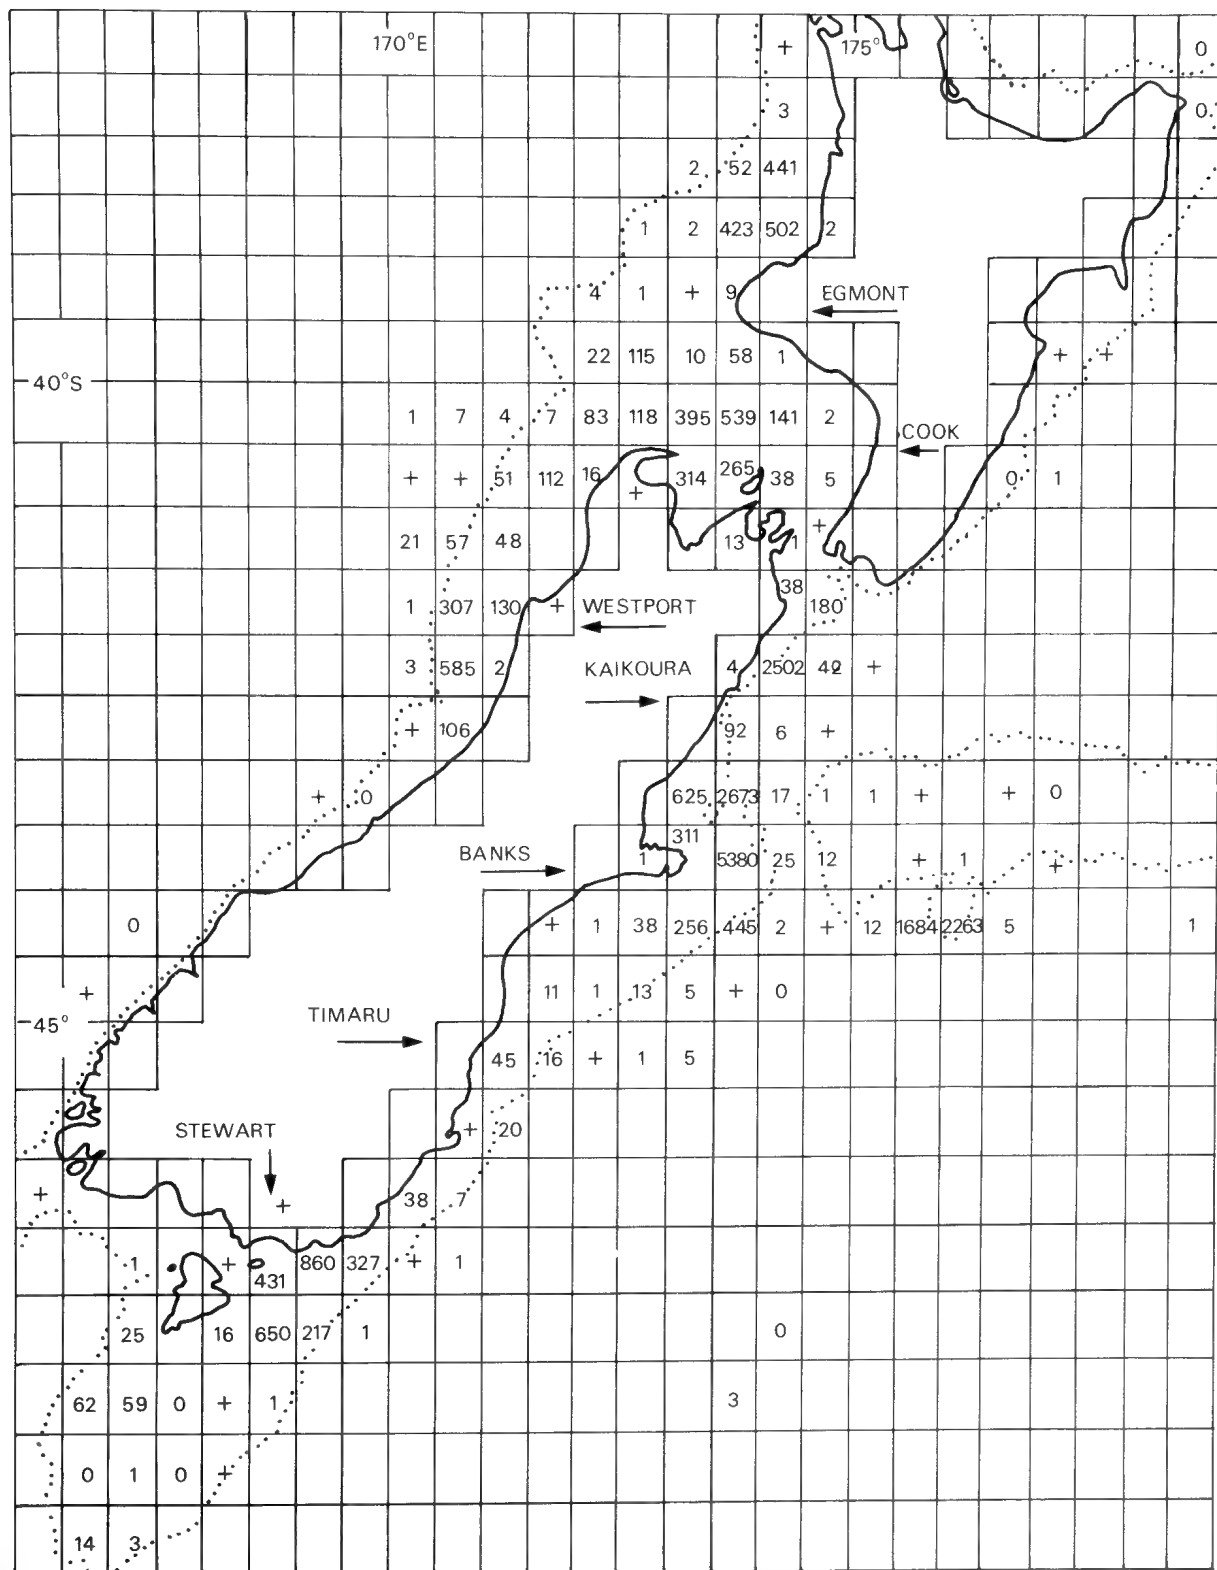 170°E + 175° 0
3 0
2 52 441
1 2 423 502 2
4 1 + 9 EGMONT
22 115 10 58 1 + +
40°S
1 7 4 7 83 118 395 539 141 2
COOK
+ + 51 112 16 + 314 265 38 5 0 1
21 57 48 13 1 +
38
1 307 130 + WESTPORT 180
3 585 2 KAIKOURA 4 2502 42 +
+ 106 92 6 +
+ 0 625 2673 17 1 1 + + 0
311
BANKS 1 5380 25 12 + 1 +
0 + 1 38 256 445 2 + 12 1684 2263 5 1
+ 11 1 13 5 + 0
45° TIMARU
45 16 + 1 5
STEWART + 20
+ + 38 7
1 + 431 860 327 + 1
25 16 650 217 1 0
62 59 0 + 1 3
0 1 0 +
14 3